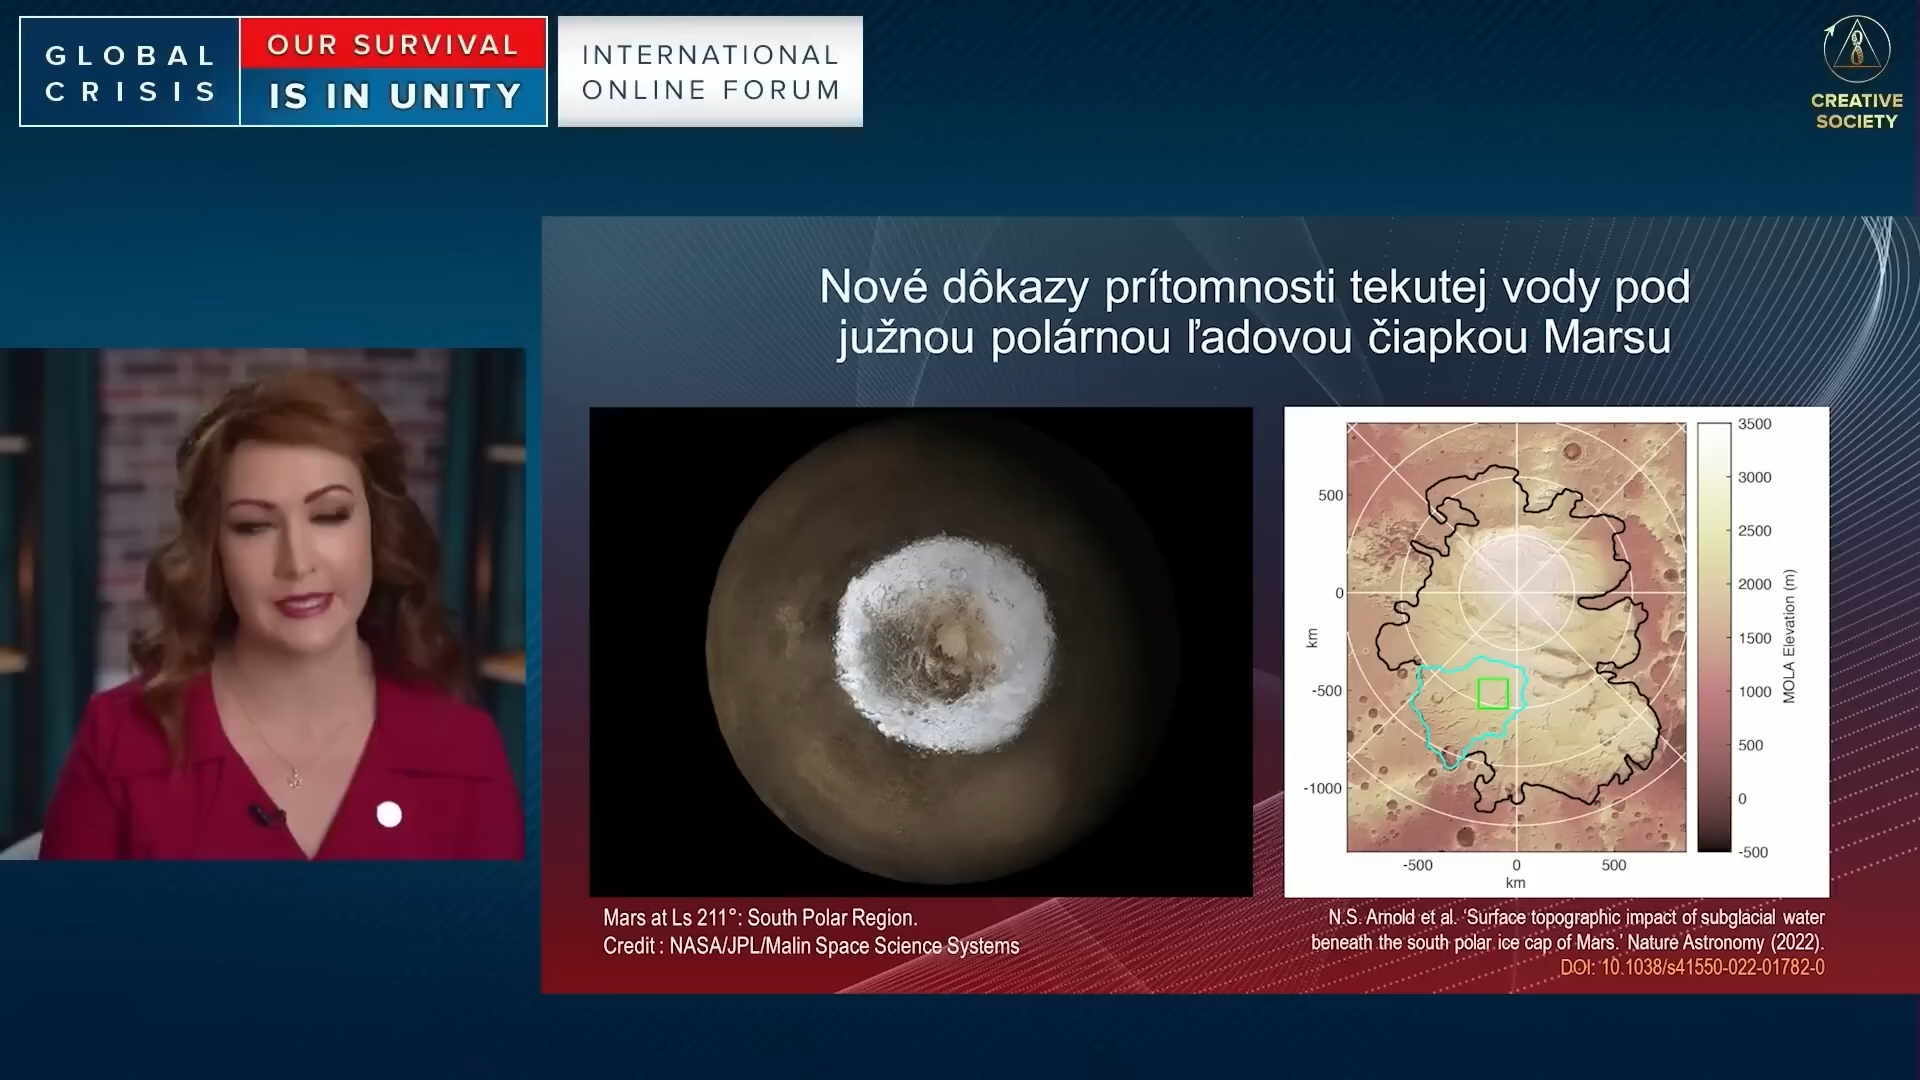 GLOBAL
CRISIS
OUR SURVIVAL
IS IN UNITY
INTERNATIONAL
ONLINE FORUM
CREATIVE
SOCIETY
Nové dôkazy prítomnosti tekutej vody pod
južnou polárnou ľadovou čiapkou Marsu
500
0
-500
-1000
km
-500
0
500
km
3500
3000
2500
2000
1500
1000
500
0
-500
MOLA Elevation (m)
Mars at Ls 211°: South Polar Region.
Credit : NASA/JPL/Malin Space Science Systems
N.S. Arnold et al. ‘Surface topographic impact of subglacial water
beneath the south polar ice cap of Mars.’ Nature Astronomy (2022).
DOI: 10.1038/s41550-022-01782-0